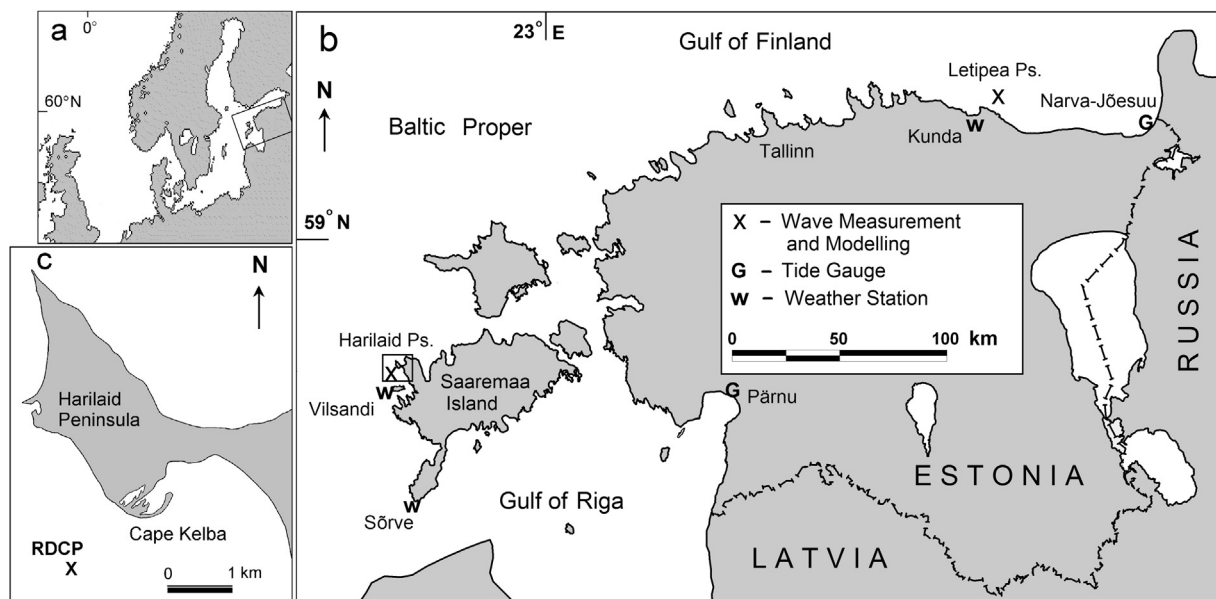 a
0°
60°N
b
23° E
Gulf of Finland
Letipea Ps.
X
N
Narva-Jõesuu
G
Baltic Proper
Kunda
w
Tallinn
59° N
X – Wave Measurement
and Modelling
G – Tide Gauge
w – Weather Station
0 50 100 km
RUSSIA
c
N
Harilaid
Peninsula
Cape Kelba
RDCP
X
0 1 km
Harilaid Ps.
X
w
Vilsandi
Saaremaa
Island
G
Pärnu
w
Sõrve
Gulf of Riga
ESTONIA
LATVIA